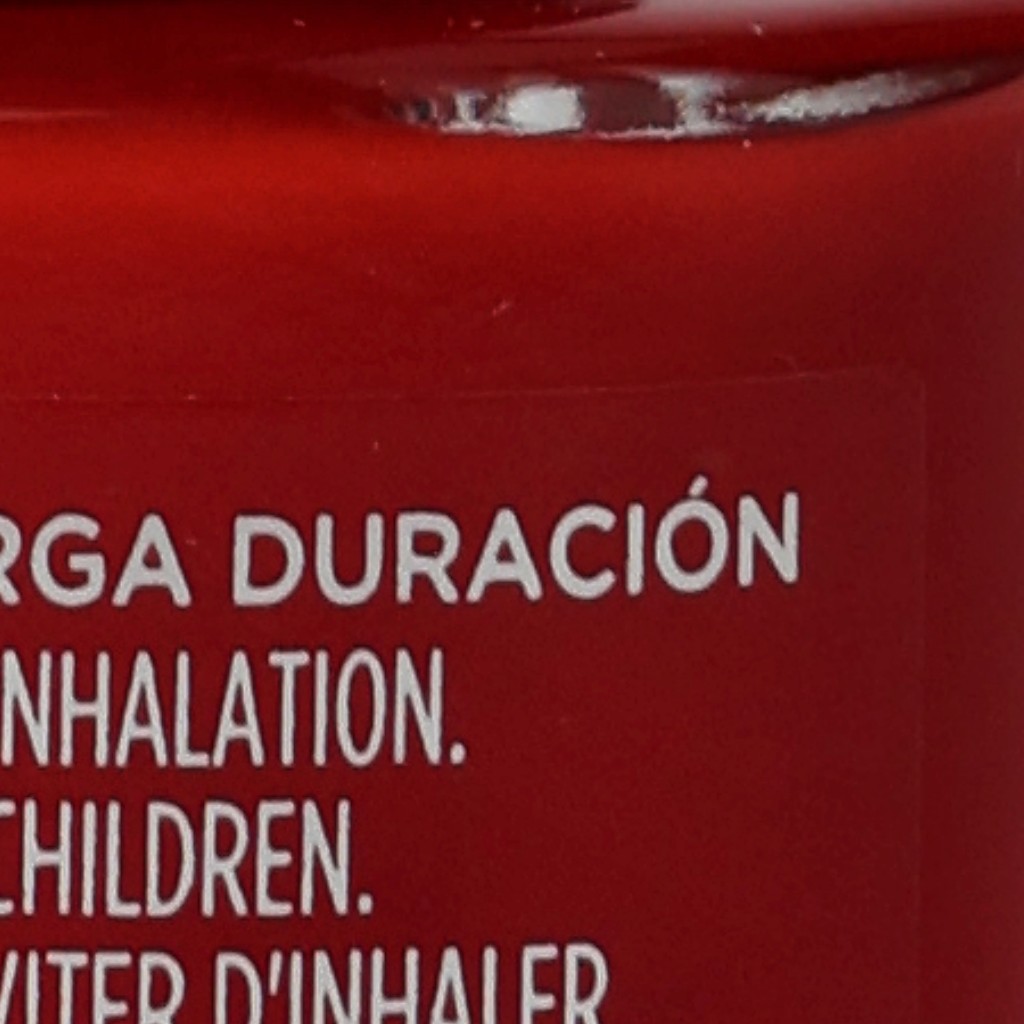 RGA DURACIÓN
NHALATION.
CHILDREN.
VITER D'INHALER